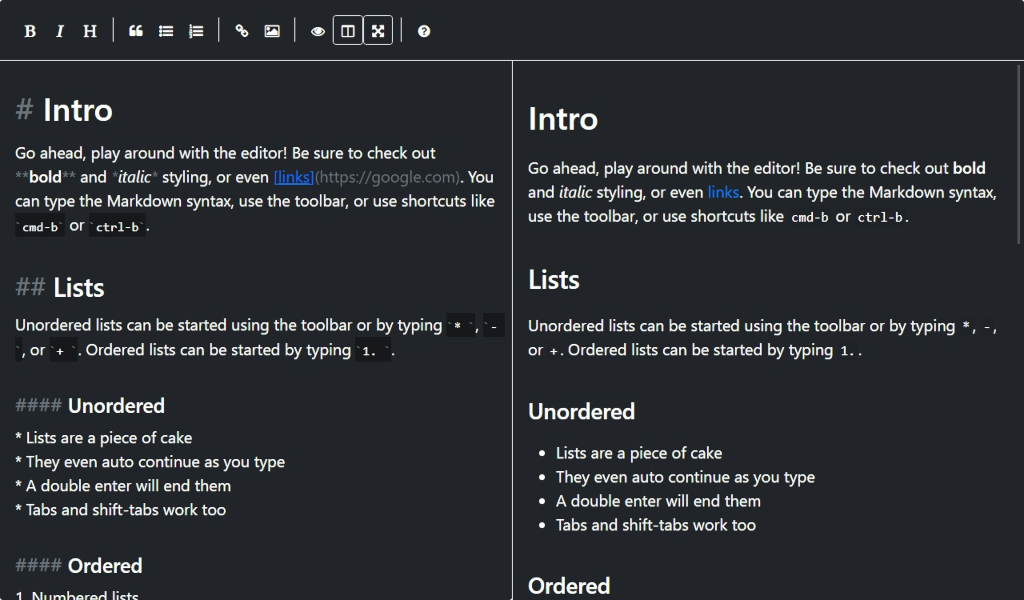 B I H
# Intro
Go ahead, play around with the editor! Be sure to check out
**bold** and *italic* styling, or even [links](https://google.com). You
can type the Markdown syntax, use the toolbar, or use shortcuts like
`cmd-b` or `ctrl-b`.
## Lists
Unordered lists can be started using the toolbar or by typing `* `, `-
`, or `+ `. Ordered lists can be started by typing `1. `.
#### Unordered
* Lists are a piece of cake
* They even auto continue as you type
* A double enter will end them
* Tabs and shift-tabs work too
#### Ordered
1. Numbered lists
Intro
Go ahead, play around with the editor! Be sure to check out bold
and italic styling, or even links. You can type the Markdown syntax,
use the toolbar, or use shortcuts like cmd-b or ctrl-b.
Lists
Unordered lists can be started using the toolbar or by typing *, -,
or +. Ordered lists can be started by typing 1..
Unordered
• Lists are a piece of cake
• They even auto continue as you type
• A double enter will end them
• Tabs and shift-tabs work too
Ordered